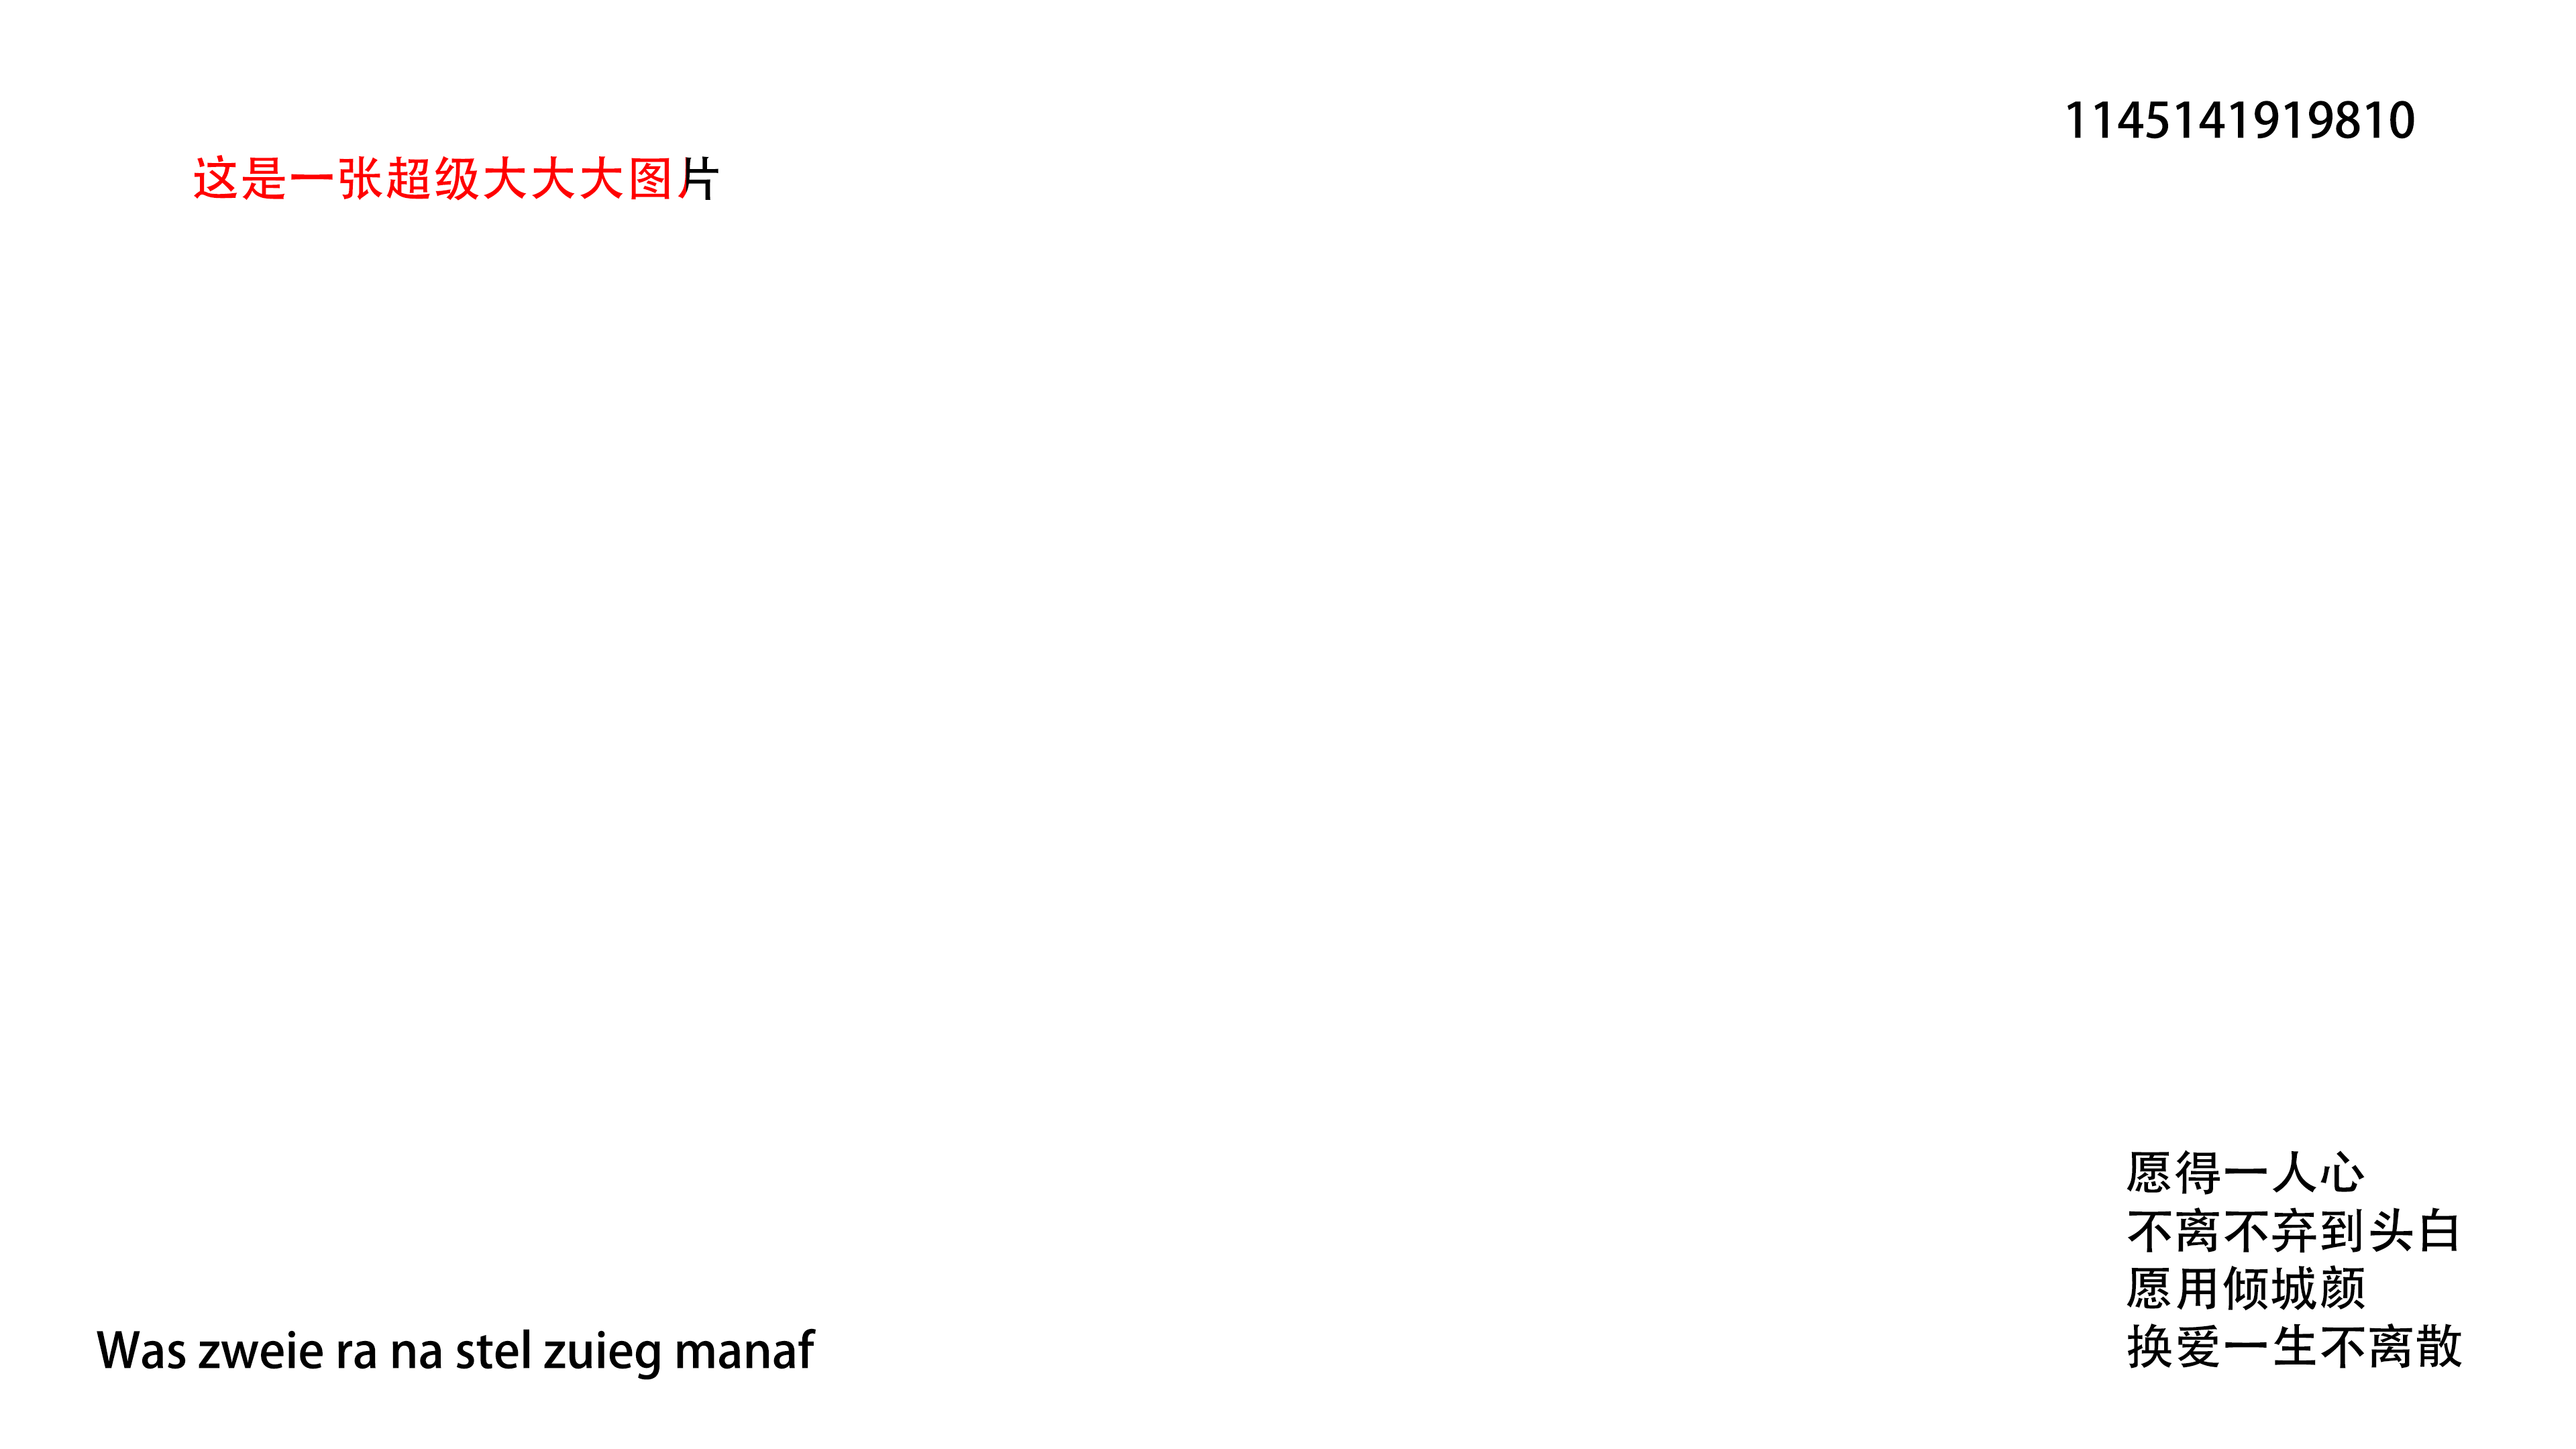 1145141919810
这是一张超级大大大图片
愿得一人心
不离不弃到头白
愿用倾城颜
换爱一生不离散
Was zweie ra na stel zuieg manaf